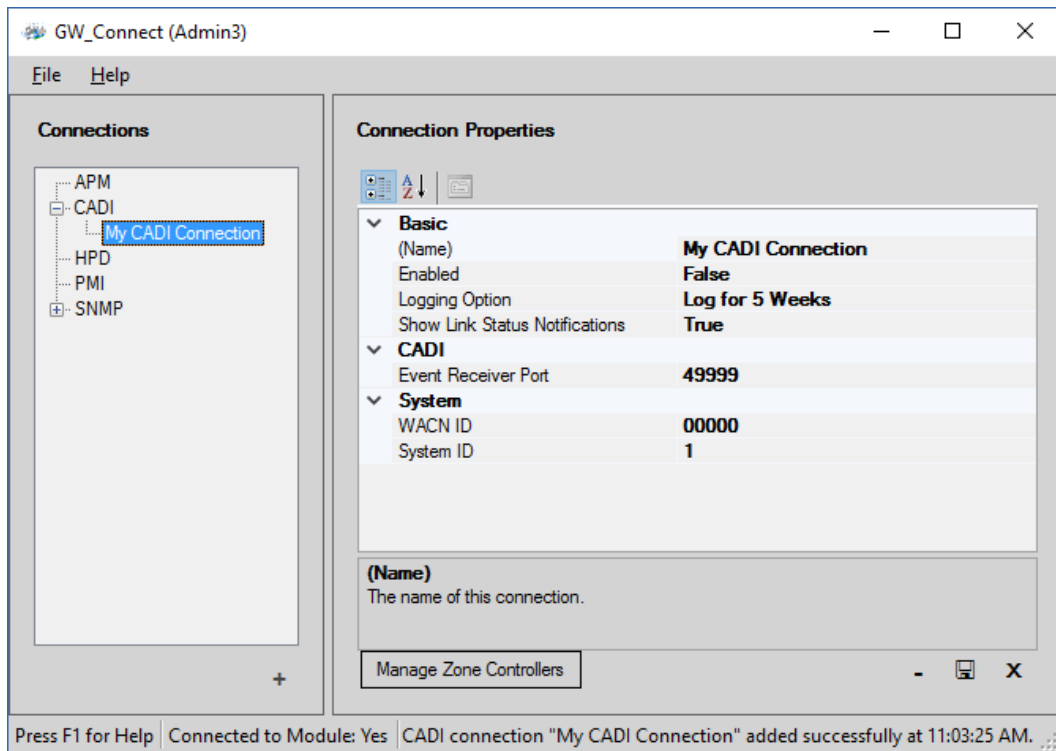 GW_Connect (Admin3)
File Help
Connections
APM
CADI
My CADI Connection
HPD
PMI
SNMP
+
Connection Properties
Basic
(Name) My CADI Connection
Enabled False
Logging Option Log for 5 Weeks
Show Link Status Notifications True
CADI
Event Receiver Port 49999
System
WACN ID 00000
System ID 1
(Name)
The name of this connection.
Manage Zone Controllers
- X
Press F1 for Help Connected to Module: Yes CADI connection "My CADI Connection" added successfully at 11:03:25 AM.